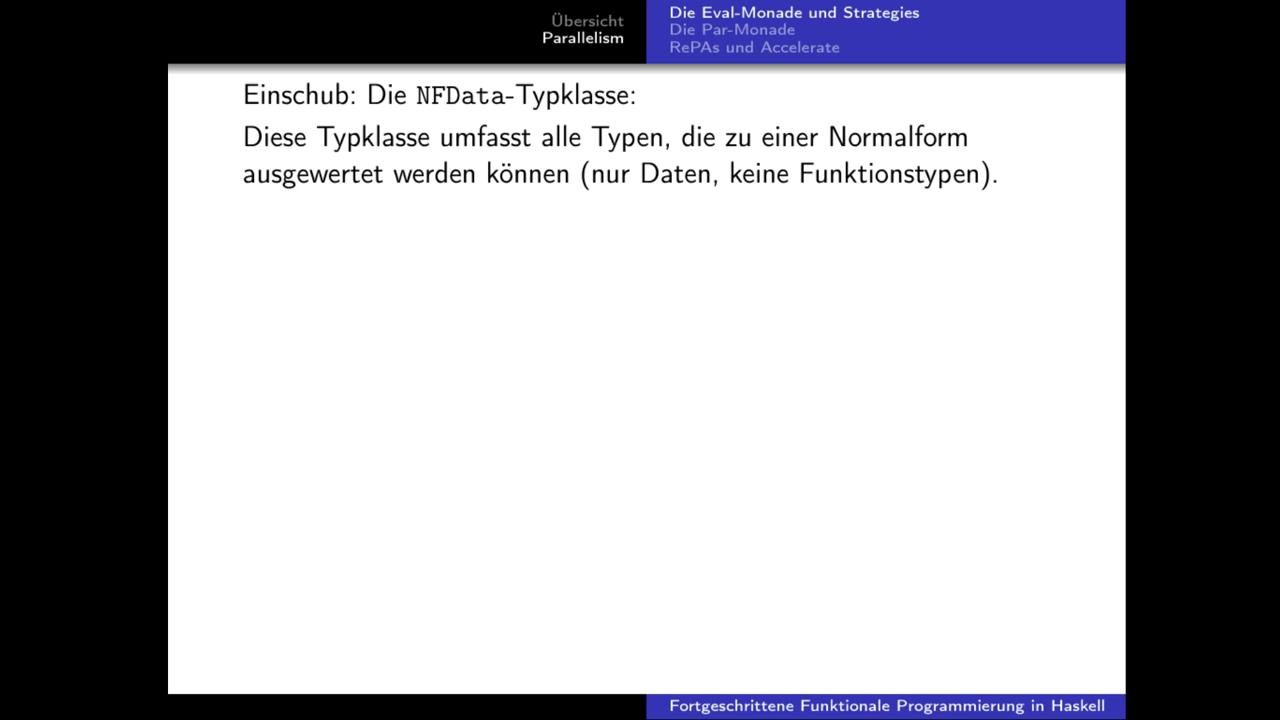 Übersicht
Parallelism
Die Eval-Monade und Strategies
Die Par-Monade
RePAs und Accelerate
Einschub: Die NFData-Typklasse:
Diese Typklasse umfasst alle Typen, die zu einer Normalform
ausgewertet werden können (nur Daten, keine Funktionstypen).
Fortgeschrittene Funktionale Programmierung in Haskell